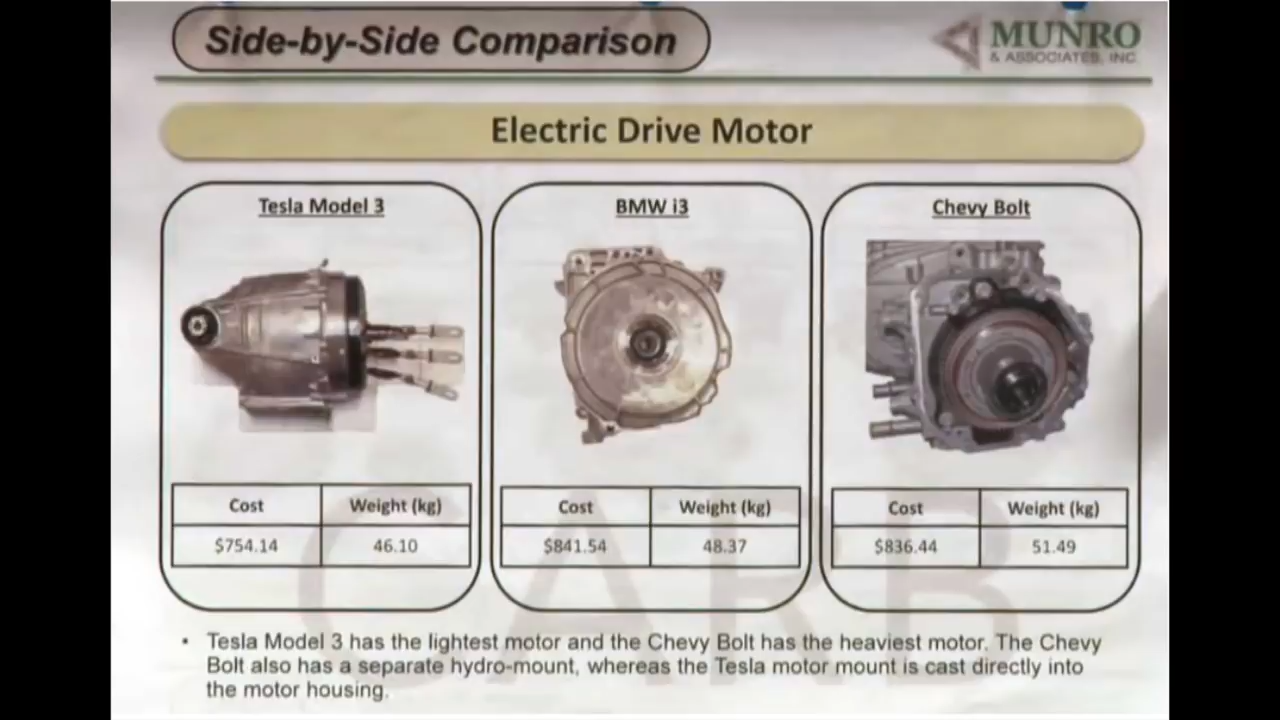 Side-by-Side Comparison
MUNRO
& ASSOCIATES, INC.
Electric Drive Motor
Tesla Model 3
BMW i3
Chevy Bolt
Cost Weight (kg)
$754.14 46.10
Cost Weight (kg)
$841.54 48.37
Cost Weight (kg)
$836.44 51.49
CARB
• Tesla Model 3 has the lightest motor and the Chevy Bolt has the heaviest motor. The Chevy
Bolt also has a separate hydro-mount, whereas the Tesla motor mount is cast directly into
the motor housing.